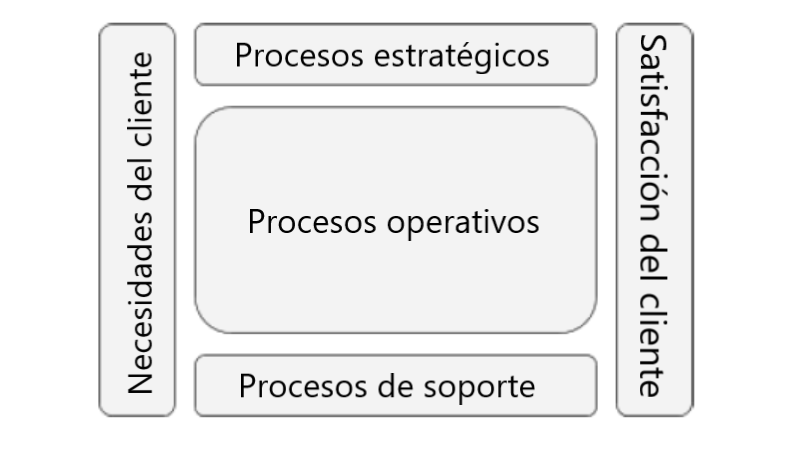 Necesidades del cliente
Procesos estratégicos
Procesos operativos
Procesos de soporte
Satisfacción del cliente